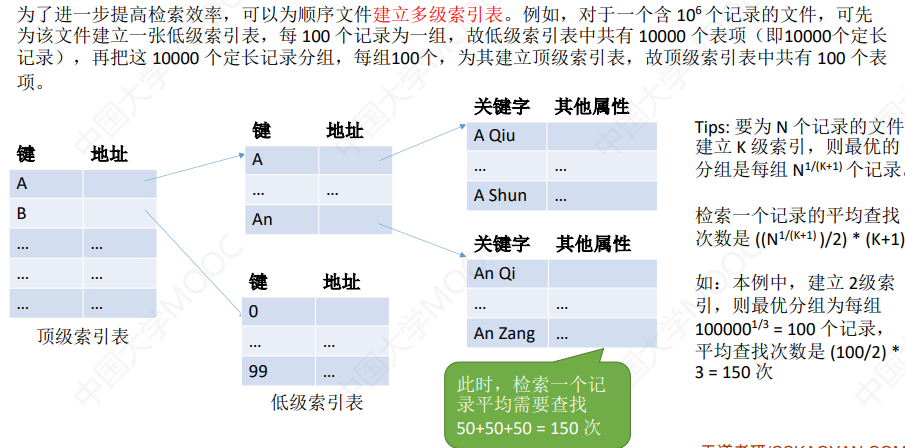 为了进一步提高检索效率，可以为顺序文件建立多级索引表。例如，对于一个含 10⁶ 个记录的文件，可先
为该文件建立一张低级索引表，每 100 个记录为一组，故低级索引表中共有 10000 个表项（即10000个定长
记录），再把这 10000 个定长记录分组，每组100个，为其建立顶级索引表，故顶级索引表中共有 100 个表
项。
键 地址
A
B
... ...
... ...
... ...
顶级索引表
键 地址
A
... ...
An
键 地址
0
... ...
99 ...
低级索引表
关键字 其他属性
A Qiu
... ...
A Shun ...
关键字 其他属性
An Qi
... ...
An Zang ...
此时，检索一个记
录平均需要查找
50+50+50 = 150 次
Tips: 要为 N 个记录的文件
建立 K 级索引，则最优的
分组是每组 N^1/(K+1) 个记录。
检索一个记录的平均查找
次数是 ((N^1/(K+1) )/2) * (K+1)
如：本例中，建立 2级索
引，则最优分组为每组
100000^1/3 = 100 个记录，
平均查找次数是 (100/2) *
3 = 150 次
中国大学MOOC